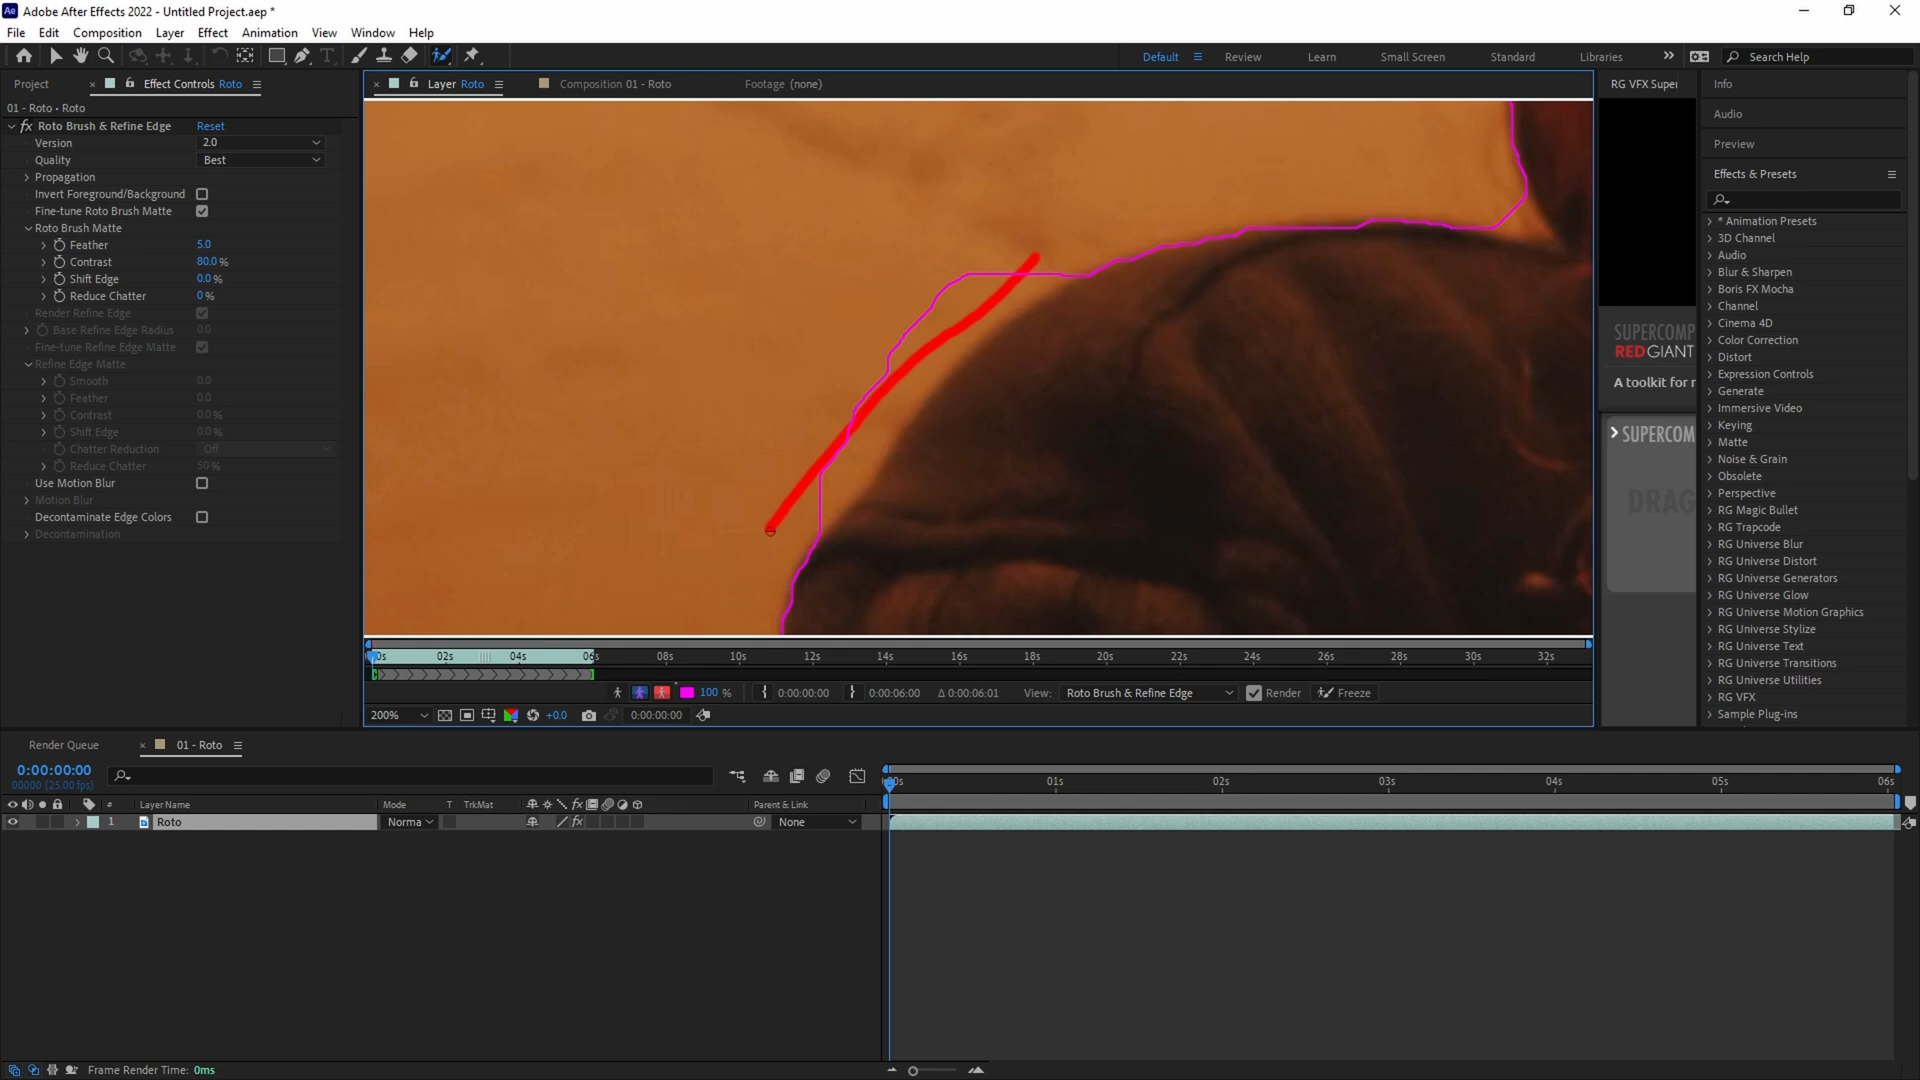 Ae Adobe After Effects 2022 - Untitled Project.aep *
File Edit Composition Layer Effect Animation View Window Help
Default Review Learn Small Screen Standard Libraries Search Help
Project Effect Controls Roto
01 - Roto • Roto
fx Roto Brush & Refine Edge Reset
Version 2.0
Quality Best
Propagation
Invert Foreground/Background
Fine-tune Roto Brush Matte
Roto Brush Matte
Feather 5.0
Contrast 80.0 %
Shift Edge 0.0 %
Reduce Chatter 0 %
Render Refine Edge
Base Refine Edge Radius 0.0
Fine-tune Refine Edge Matte
Refine Edge Matte
Smooth 0.0
Feather 0.0
Contrast 0.0 %
Shift Edge 0.0 %
Chatter Reduction Off
Reduce Chatter 50 %
Use Motion Blur
Motion Blur
Decontaminate Edge Colors
Decontamination
Layer Roto Composition 01 - Roto Footage (none)
02s 04s 06s 08s 10s 12s 14s 16s 18s 20s 22s 24s 26s 28s 30s 32s
100 % 0:00:00:00 0:00:06:00 Δ 0:00:06:01 View: Roto Brush & Refine Edge Render Freeze
200% +0.0 0:00:00:00
RG VFX Super
SUPERCOMP
RED GIANT
A toolkit for r
SUPERCOM
DRAG
Info
Audio
Preview
Effects & Presets
* Animation Presets
3D Channel
Audio
Blur & Sharpen
Boris FX Mocha
Channel
Cinema 4D
Color Correction
Distort
Expression Controls
Generate
Immersive Video
Keying
Matte
Noise & Grain
Obsolete
Perspective
RG Magic Bullet
RG Trapcode
RG Universe Blur
RG Universe Distort
RG Universe Generators
RG Universe Glow
RG Universe Motion Graphics
RG Universe Stylize
RG Universe Text
RG Universe Transitions
RG Universe Utilities
RG VFX
Sample Plug-ins
Render Queue 01 - Roto
0:00:00:00
00000 (25.00 fps)
01s 02s 03s 04s 05s 06s
# Layer Name Mode T TrkMat fx Parent & Link
1 Roto Norma fx None
Frame Render Time: 0ms